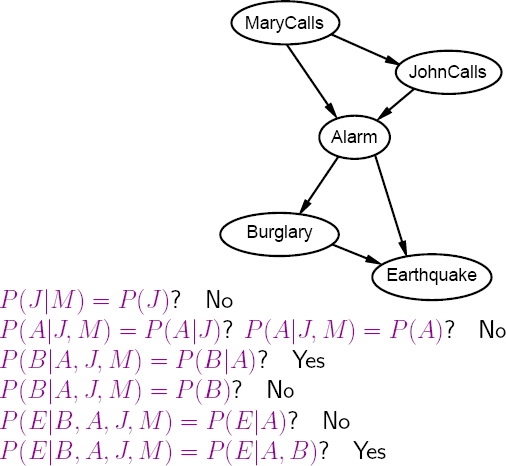 MaryCalls
JohnCalls
Alarm
Burglary
Earthquake
P(J|M) = P(J)? No
P(A|J, M) = P(A|J)? P(A|J, M) = P(A)? No
P(B|A, J, M) = P(B|A)? Yes
P(B|A, J, M) = P(B)? No
P(E|B, A, J, M) = P(E|A)? No
P(E|B, A, J, M) = P(E|A, B)? Yes